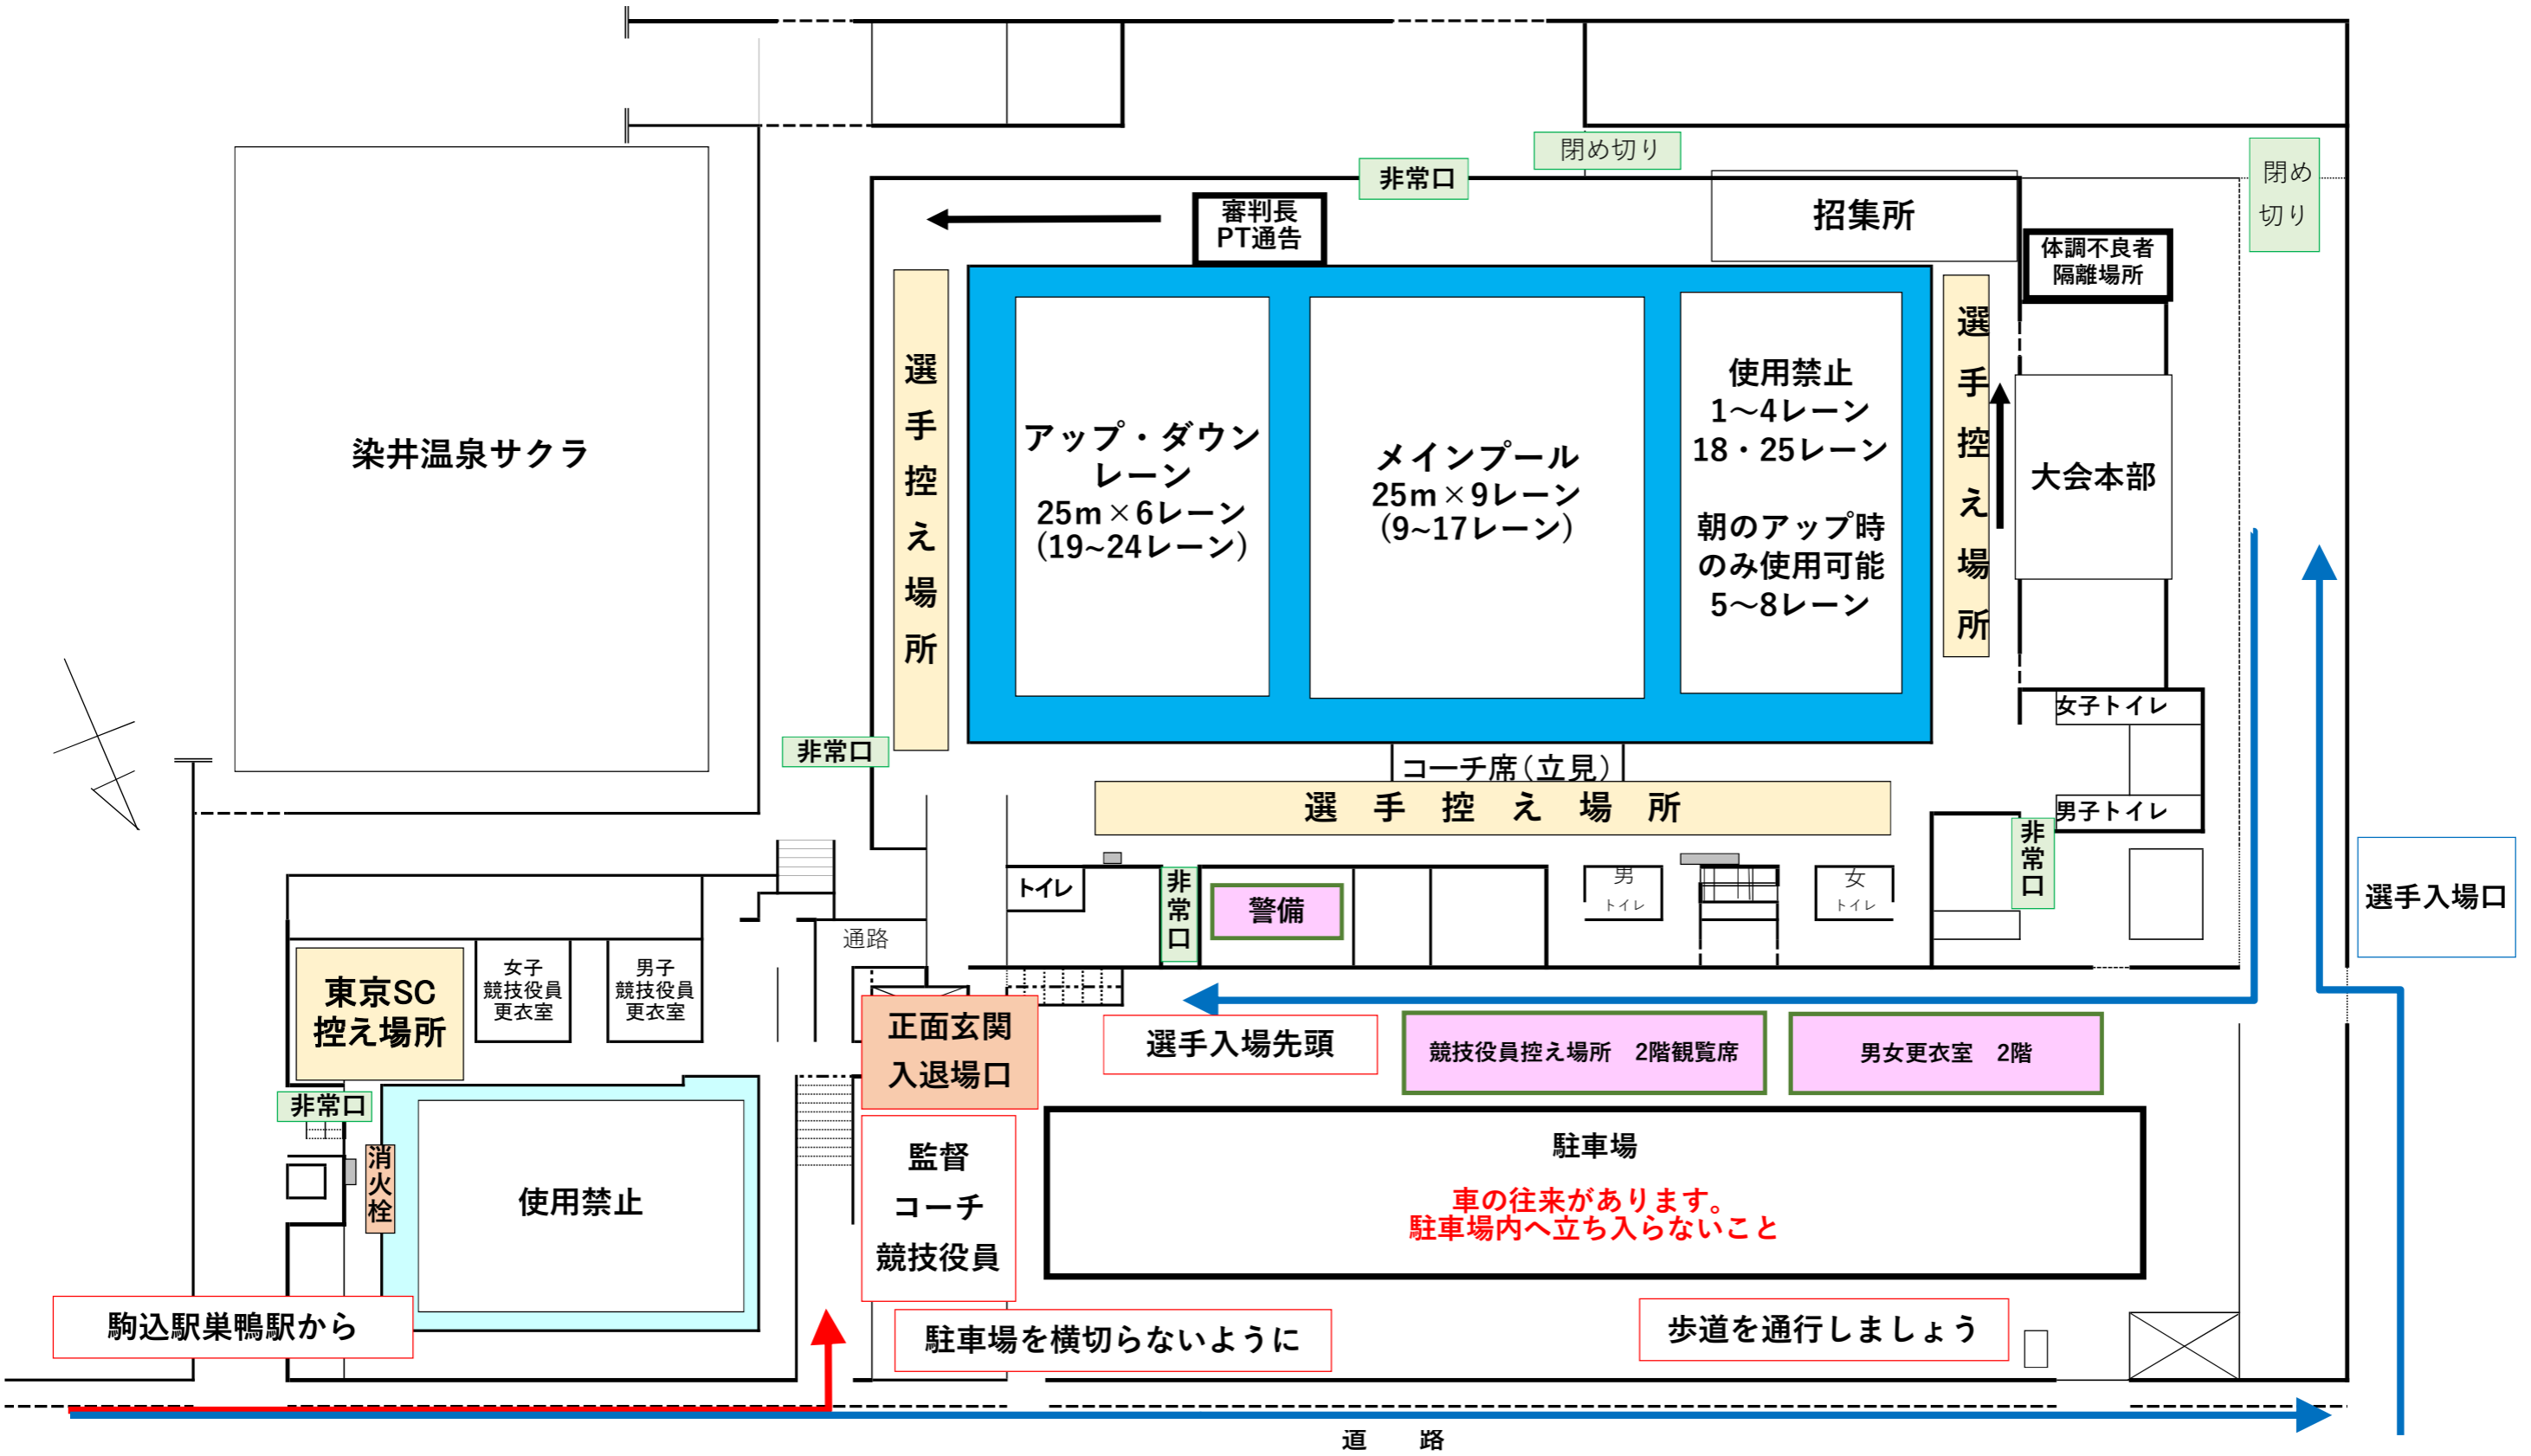 閉め切り
非常口
閉め
切り
審判長
PT通告
招集所
体調不良者
隔離場所
染井温泉サクラ
選手控え場所
アップ・ダウン
レーン
25m×6レーン
(19~24レーン)
メインプール
25m×9レーン
(9~17レーン)
使用禁止
1～4レーン
18・25レーン
朝のアップ時
のみ使用可能
5～8レーン
選手控え場所
大会本部
女子トイレ
男子トイレ
非常口
コーチ席(立見)
選手控え場所
非常口
選手入場口
トイレ
非常口
警備
男
トイレ
女
トイレ
通路
東京SC
控え場所
女子
競技役員
更衣室
男子
競技役員
更衣室
正面玄関
入退場口
選手入場先頭
競技役員控え場所　2階観覧席
男女更衣室　2階
非常口
消火栓
使用禁止
監督
コーチ
競技役員
駐車場
車の往来があります。
駐車場内へ立ち入らないこと
駒込駅巣鴨駅から
駐車場を横切らないように
歩道を通行しましょう
道　路